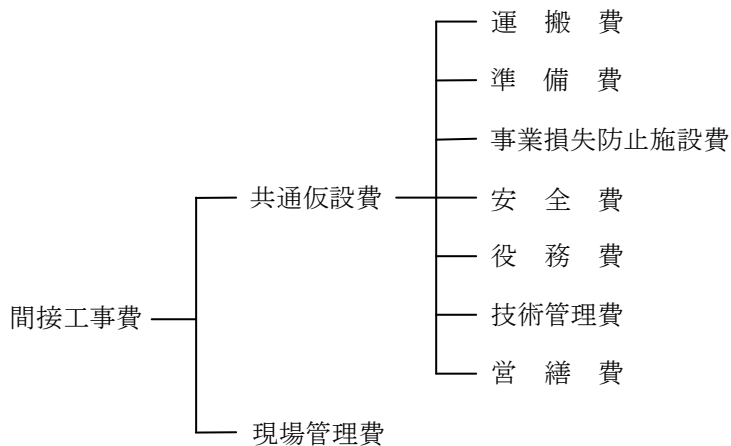 運搬費
準備費
事業損失防止施設費
共通仮設費
安全費
役務費
間接工事費
技術管理費
営繕費
現場管理費